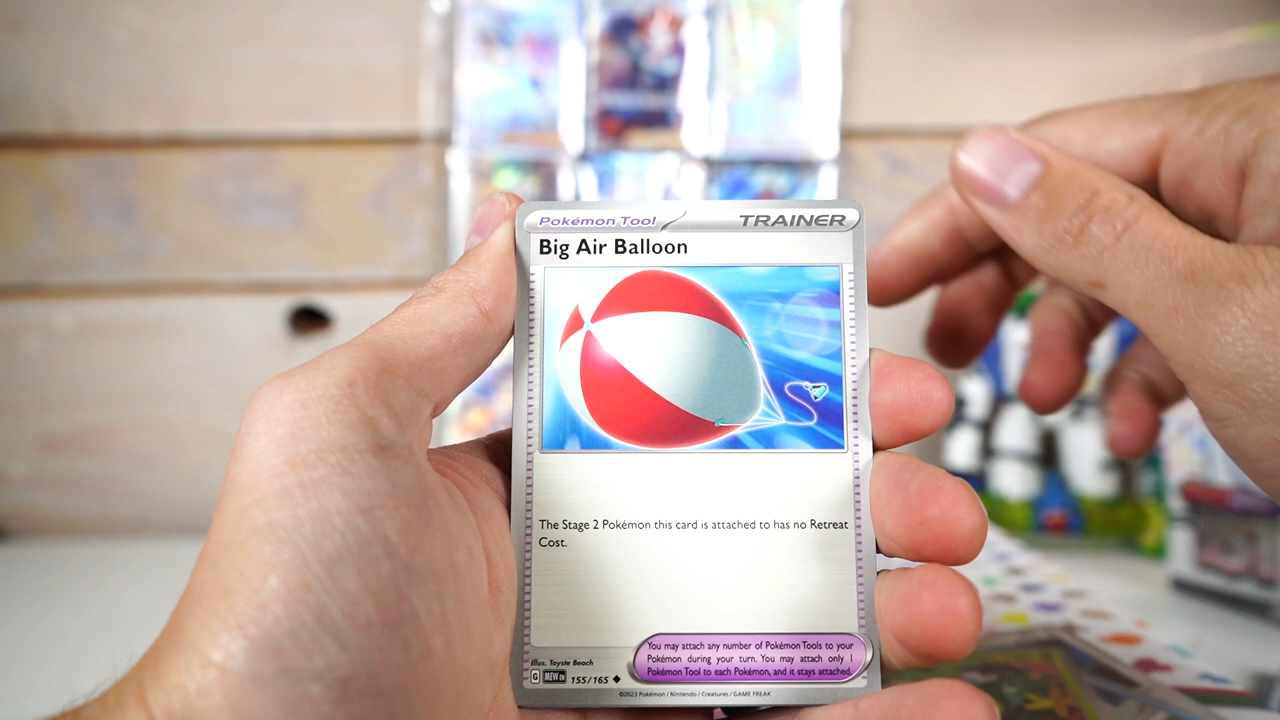 Pokémon Tool TRAINER
Big Air Balloon
The Stage 2 Pokémon this card is attached to has no Retreat
Cost.
You may attach any number of Pokémon Tools to your
Pokémon during your turn. You may attach only 1
Pokémon Tool to each Pokémon, and it stays attached.
Illus. Toyste Beach
G MEW EN 155/165
©2023 Pokémon / Nintendo / Creatures / GAME FREAK